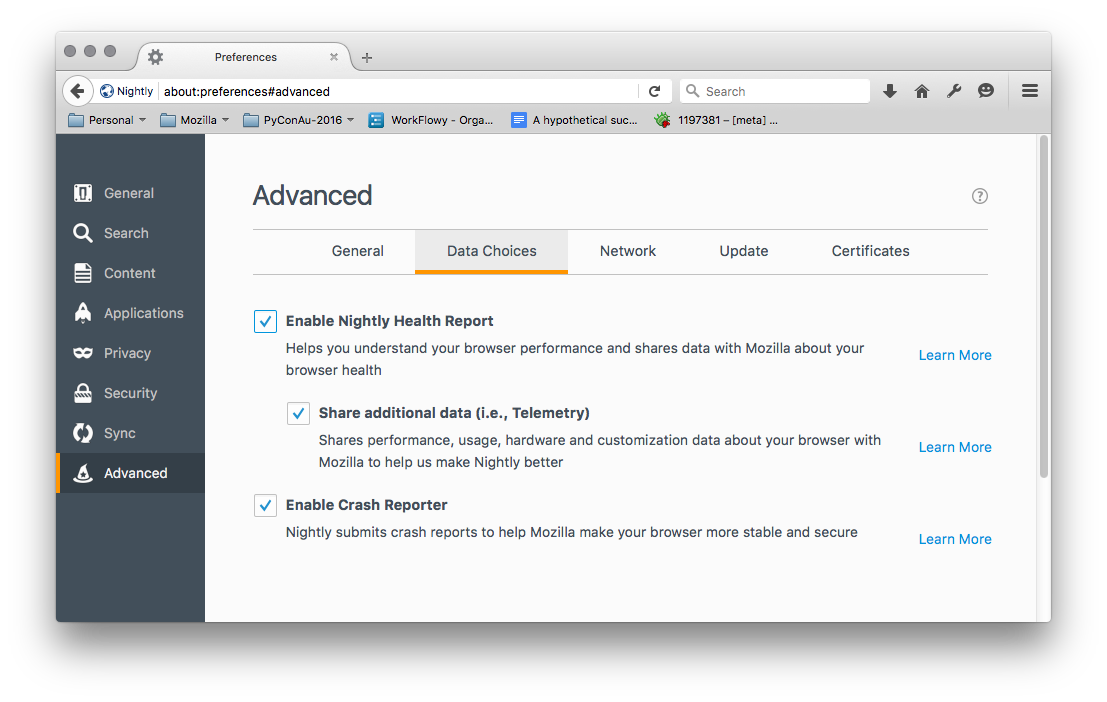 Preferences
Nightly about:preferences#advanced Search
Personal Mozilla PyConAu-2016 WorkFlowy - Orga... A hypothetical suc... 1197381 – [meta] ...
General
Search
Content
Applications
Privacy
Security
Sync
Advanced
Advanced
General Data Choices Network Update Certificates
Enable Nightly Health Report
Helps you understand your browser performance and shares data with Mozilla about your
browser health
Learn More
Share additional data (i.e., Telemetry)
Shares performance, usage, hardware and customization data about your browser with
Mozilla to help us make Nightly better
Learn More
Enable Crash Reporter
Nightly submits crash reports to help Mozilla make your browser more stable and secure
Learn More